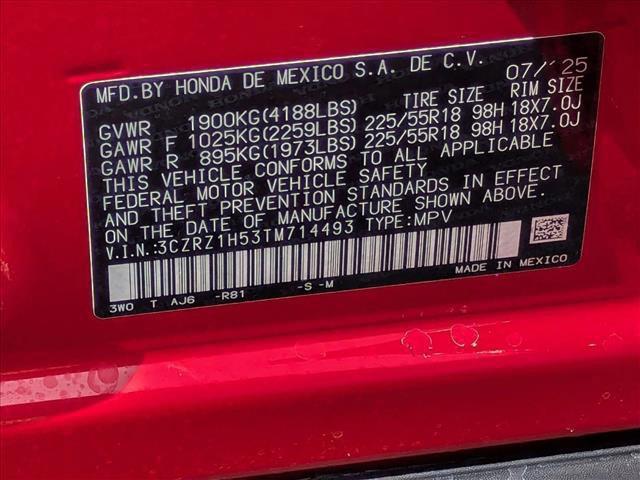 MFD.BY HONDA DE MEXICO S.A. DE C.V. 07/'25
TIRE SIZE RIM SIZE
GVWR 1900KG(4188LBS)
GAWR F 1025KG(2259LBS) 225/55R18 98H 18X7.0J
GAWR R 895KG(1973LBS) 225/55R18 98H 18X7.0J
THIS VEHICLE CONFORMS TO ALL APPLICABLE
FEDERAL MOTOR VEHICLE SAFETY
AND THEFT PREVENTION STANDARDS IN EFFECT
ON THE DATE OF MANUFACTURE SHOWN ABOVE.
V.I.N.:3CZRZ1H53TM714493 TYPE:MPV
3W0 T AJ6 -R81 -S -M
MADE IN MEXICO